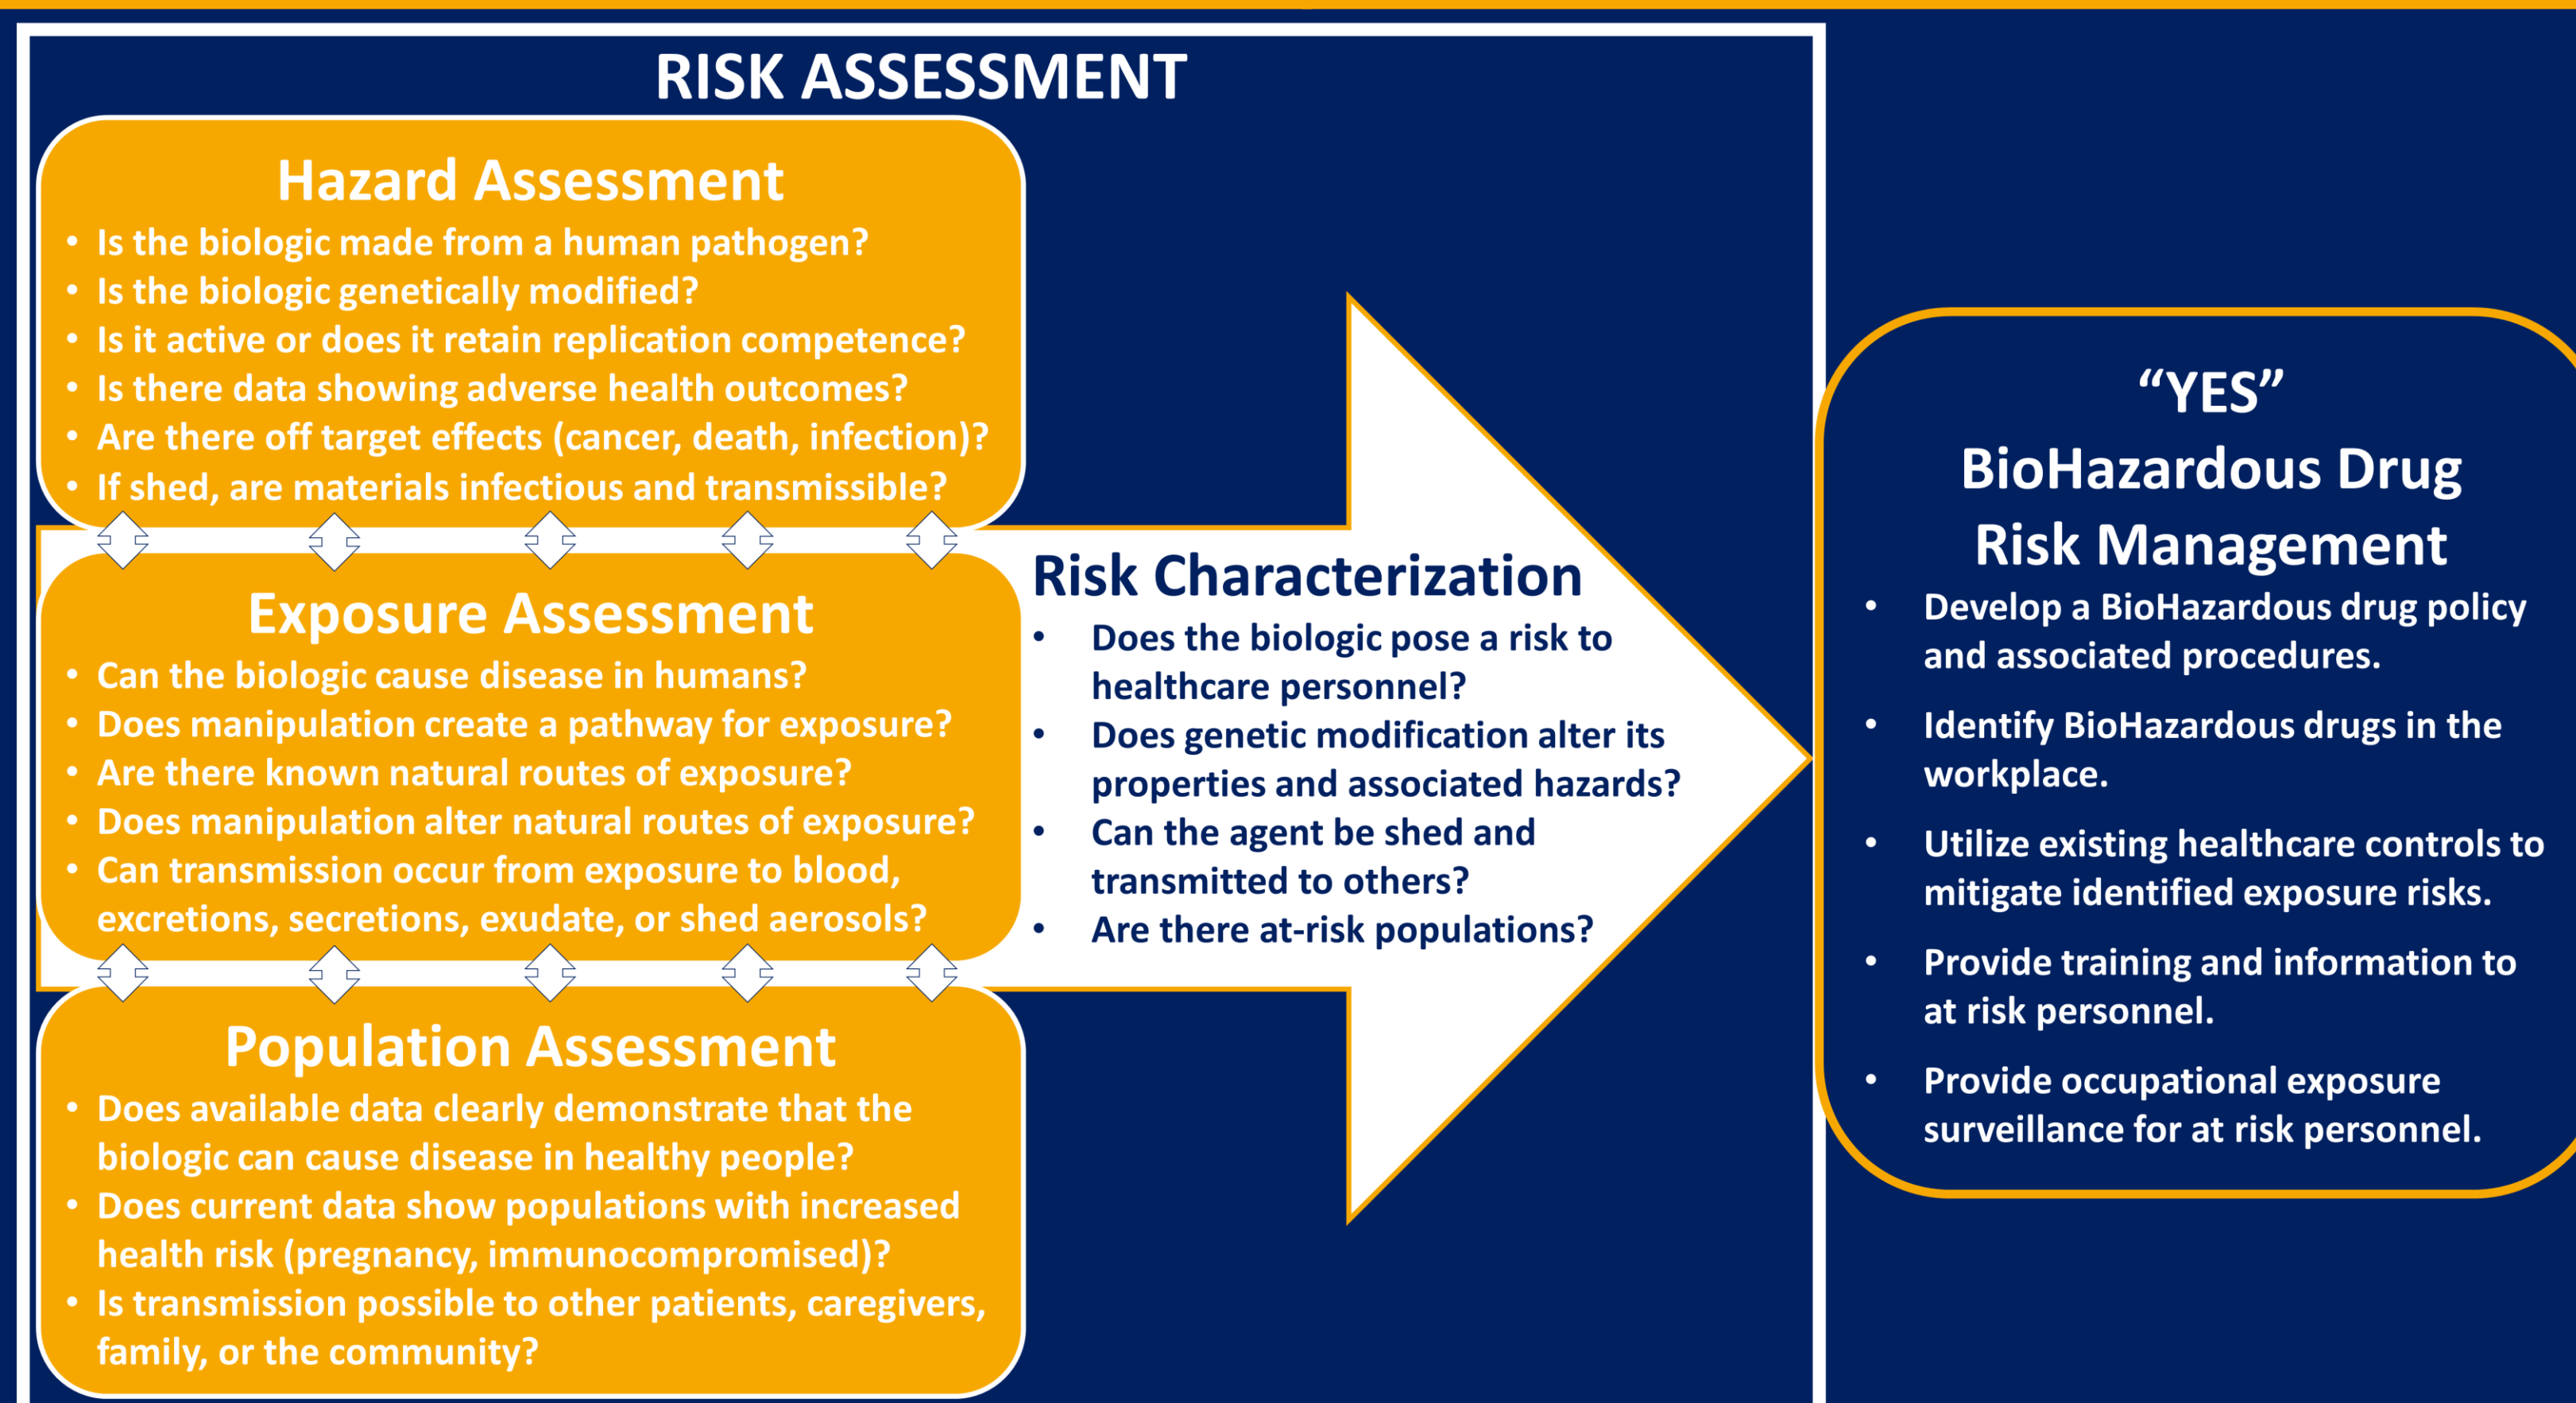 RISK ASSESSMENT
Hazard Assessment
• Is the biologic made from a human pathogen?
• Is the biologic genetically modified?
• Is it active or does it retain replication competence?
• Is there data showing adverse health outcomes?
• Are there off target effects (cancer, death, infection)?
• If shed, are materials infectious and transmissible?
Exposure Assessment
• Can the biologic cause disease in humans?
• Does manipulation create a pathway for exposure?
• Are there known natural routes of exposure?
• Does manipulation alter natural routes of exposure?
• Can transmission occur from exposure to blood,
excretions, secretions, exudate, or shed aerosols?
Population Assessment
• Does available data clearly demonstrate that the
biologic can cause disease in healthy people?
• Does current data show populations with increased
health risk (pregnancy, immunocompromised)?
• Is transmission possible to other patients, caregivers,
family, or the community?
Risk Characterization
• Does the biologic pose a risk to
healthcare personnel?
• Does genetic modification alter its
properties and associated hazards?
• Can the agent be shed and
transmitted to others?
• Are there at-risk populations?
“YES”
BioHazardous Drug
Risk Management
• Develop a BioHazardous drug policy
and associated procedures.
• Identify BioHazardous drugs in the
workplace.
• Utilize existing healthcare controls to
mitigate identified exposure risks.
• Provide training and information to
at risk personnel.
• Provide occupational exposure
surveillance for at risk personnel.